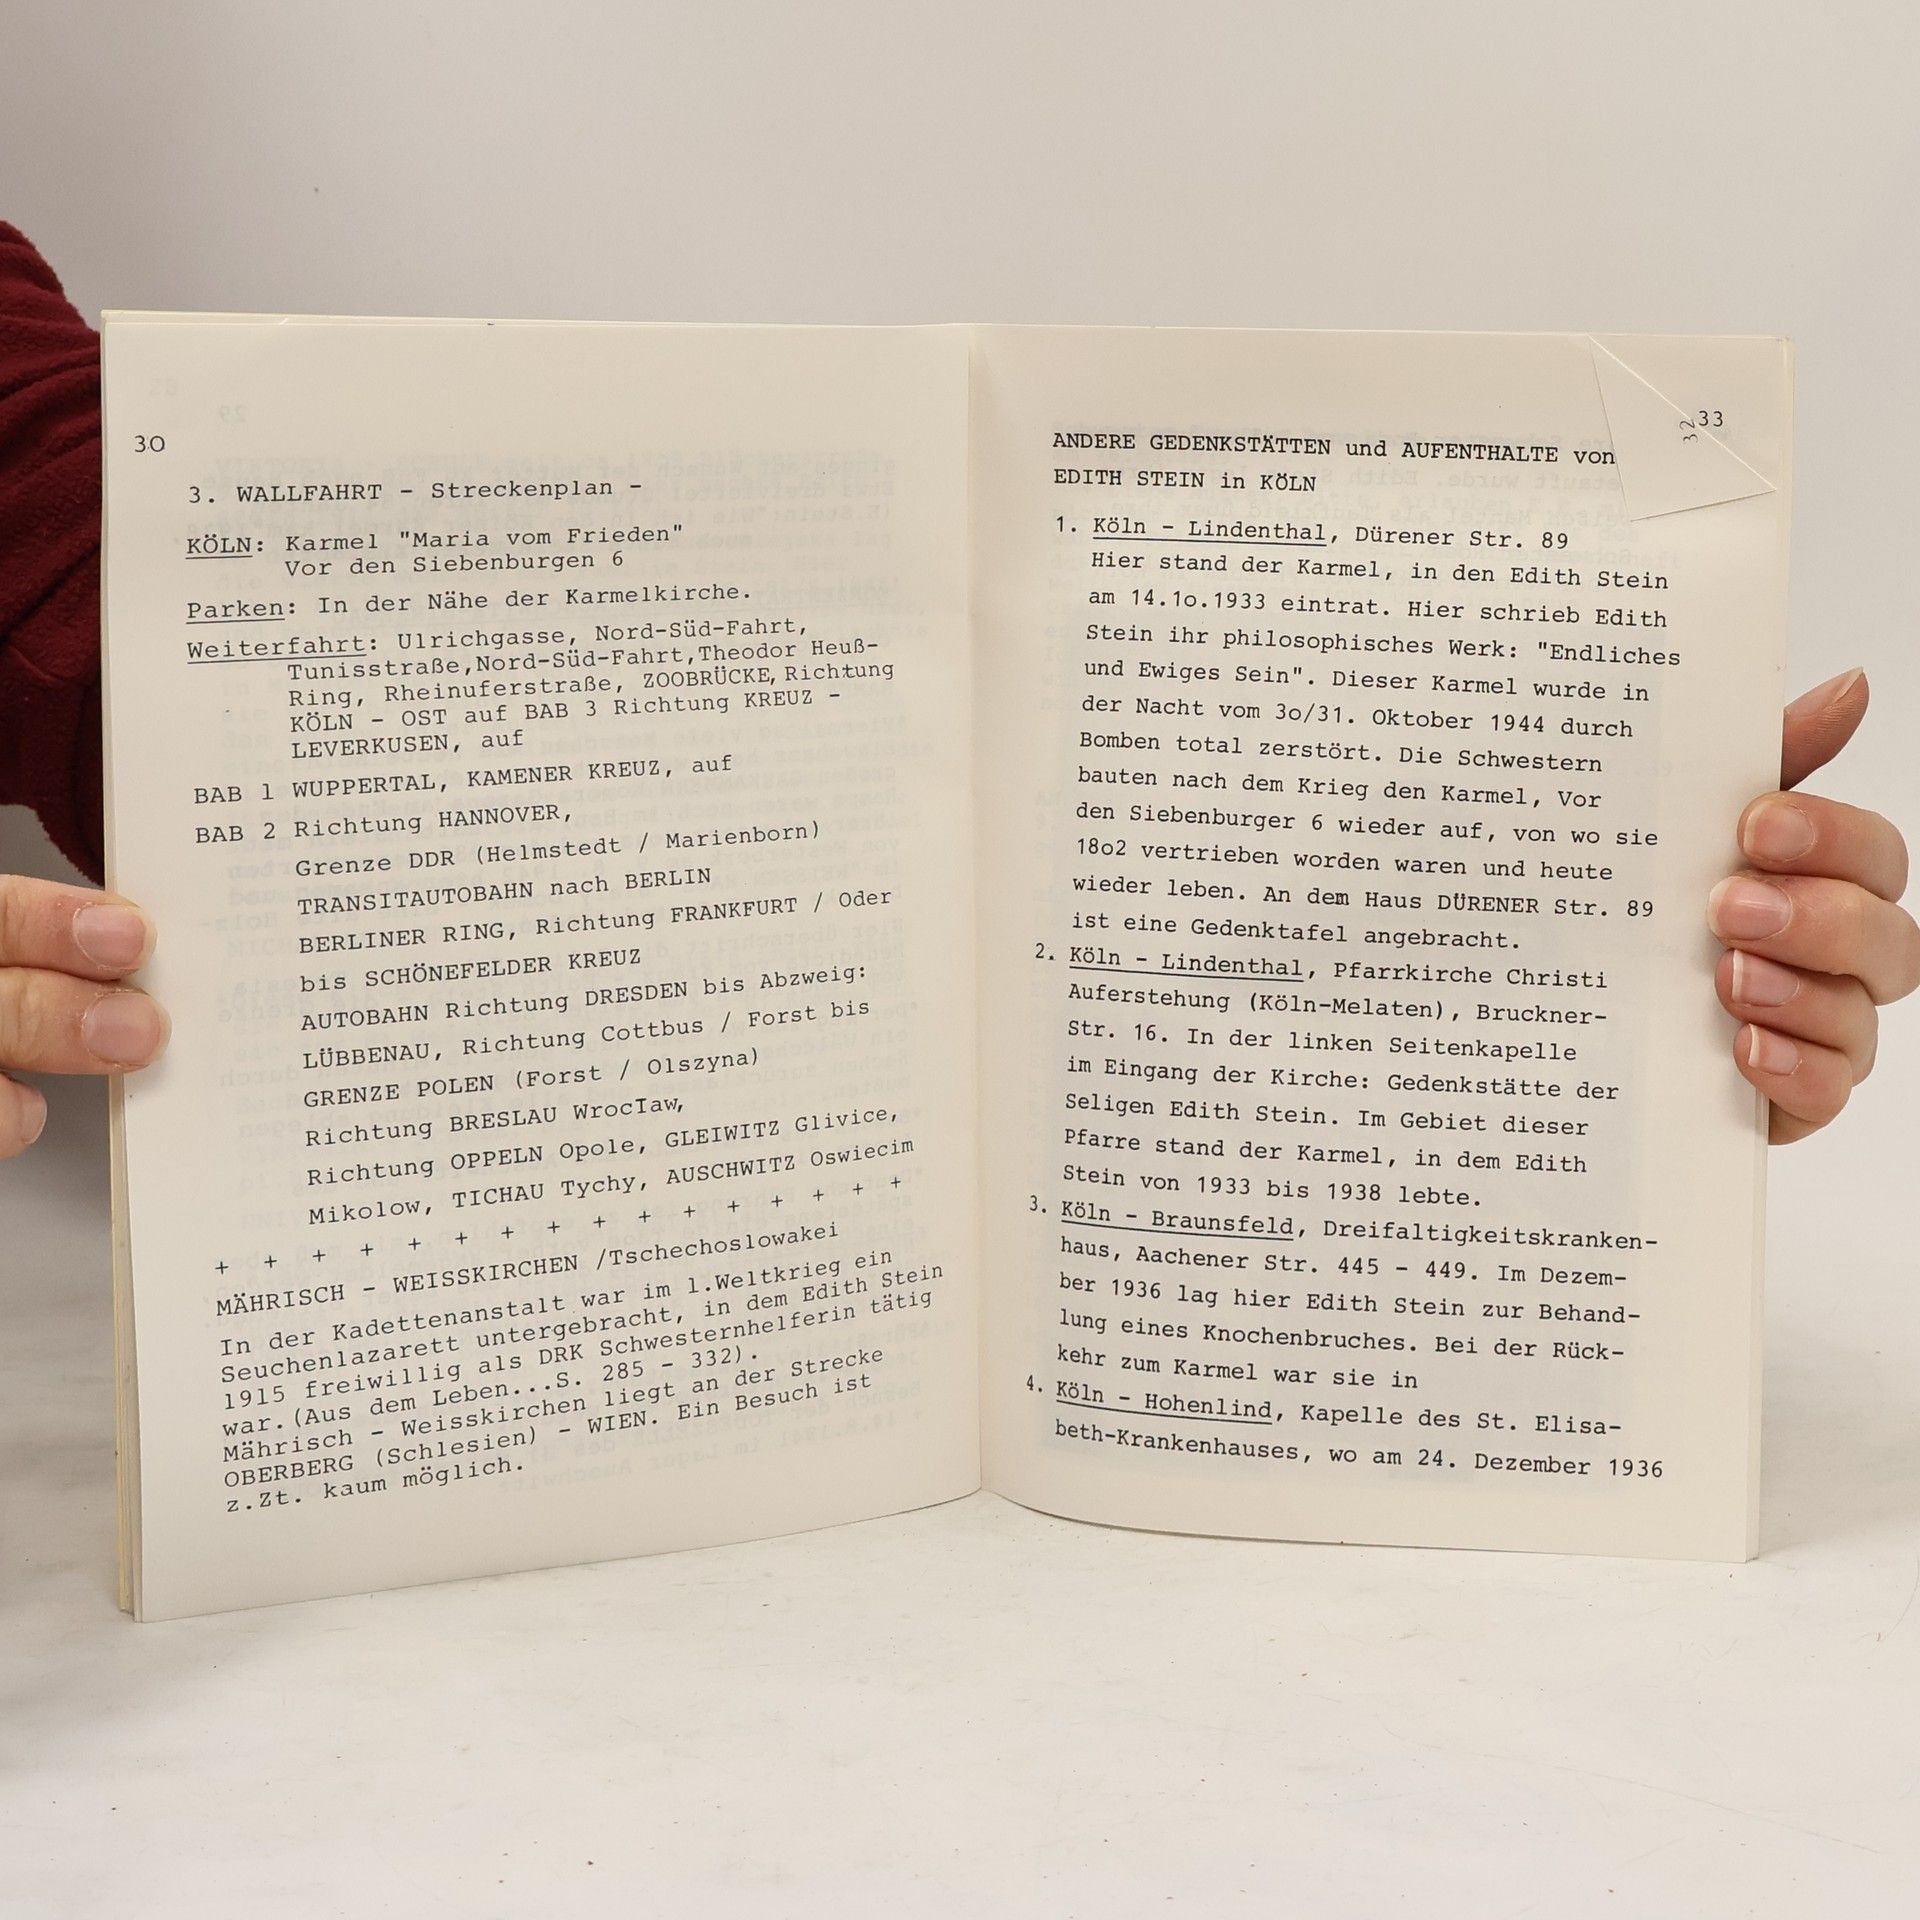 30
3. WALLFAHRT - Streckenplan -
KÖLN: Karmel "Maria vom Frieden"
Vor den Siebenburgen 6
Parken: In der Nähe der Karmelkirche.
Weiterfahrt: Ulrichgasse, Nord-Süd-Fahrt,
Tunisstraße,Nord-Süd-Fahrt,Theodor Heuß-
Ring, Rheinuferstraße, ZOOBRÜCKE, Richtung
KÖLN - OST auf BAB 3 Richtung KREUZ -
LEVERKUSEN, auf
BAB 1 WUPPERTAL, KAMENER KREUZ, auf
BAB 2 Richtung HANNOVER,
Grenze DDR (Helmstedt / Marienborn)
TRANSITAUTOBAHN nach BERLIN
BERLINER RING, Richtung FRANKFURT / Oder
bis SCHÖNEFELDER KREUZ
AUTOBAHN Richtung DRESDEN bis Abzweig:
LÜBBENAU, Richtung Cottbus / Forst bis
GRENZE POLEN (Forst / Olszyna)
Richtung BRESLAU Wrocław,
Richtung OPPELN Opole, GLEIWITZ Glivice,
Mikolow, TICHAU Tychy, AUSCHWITZ Oswiecim
+ + + + + + + + + + + + + + +
MÄHRISCH - WEISSKIRCHEN /Tschechoslowakei
In der Kadettenanstalt war im 1.Weltkrieg ein
Seuchenlazarett untergebracht, in dem Edith Stein
1915 freiwillig als DRK Schwesternhelferin tätig
war.(Aus dem Leben...S. 285 - 332).
Mährisch - Weisskirchen liegt an der Strecke
OBERBERG (Schlesien) - WIEN. Ein Besuch ist
z.Zt. kaum möglich.
33
32
ANDERE GEDENKSTÄTTEN und AUFENTHALTE von
EDITH STEIN in KÖLN
1. Köln - Lindenthal, Dürener Str. 89
Hier stand der Karmel, in den Edith Stein
am 14.1o.1933 eintrat. Hier schrieb Edith
Stein ihr philosophisches Werk: "Endliches
und Ewiges Sein". Dieser Karmel wurde in
der Nacht vom 3o/31. Oktober 1944 durch
Bomben total zerstört. Die Schwestern
bauten nach dem Krieg den Karmel, Vor
den Siebenburger 6 wieder auf, von wo sie
18o2 vertrieben worden waren und heute
wieder leben. An dem Haus DÜRENER Str. 89
ist eine Gedenktafel angebracht.
2. Köln - Lindenthal, Pfarrkirche Christi
Auferstehung (Köln-Melaten), Bruckner-
Str. 16. In der linken Seitenkapelle
im Eingang der Kirche: Gedenkstätte der
Seligen Edith Stein. Im Gebiet dieser
Pfarre stand der Karmel, in dem Edith
Stein von 1933 bis 1938 lebte.
3. Köln - Braunsfeld, Dreifaltigkeitskranken-
haus, Aachener Str. 445 - 449. Im Dezem-
ber 1936 lag hier Edith Stein zur Behand-
lung eines Knochenbruches. Bei der Rück-
kehr zum Karmel war sie in
4. Köln - Hohenlind, Kapelle des St. Elisa-
beth-Krankenhauses, wo am 24. Dezember 1936